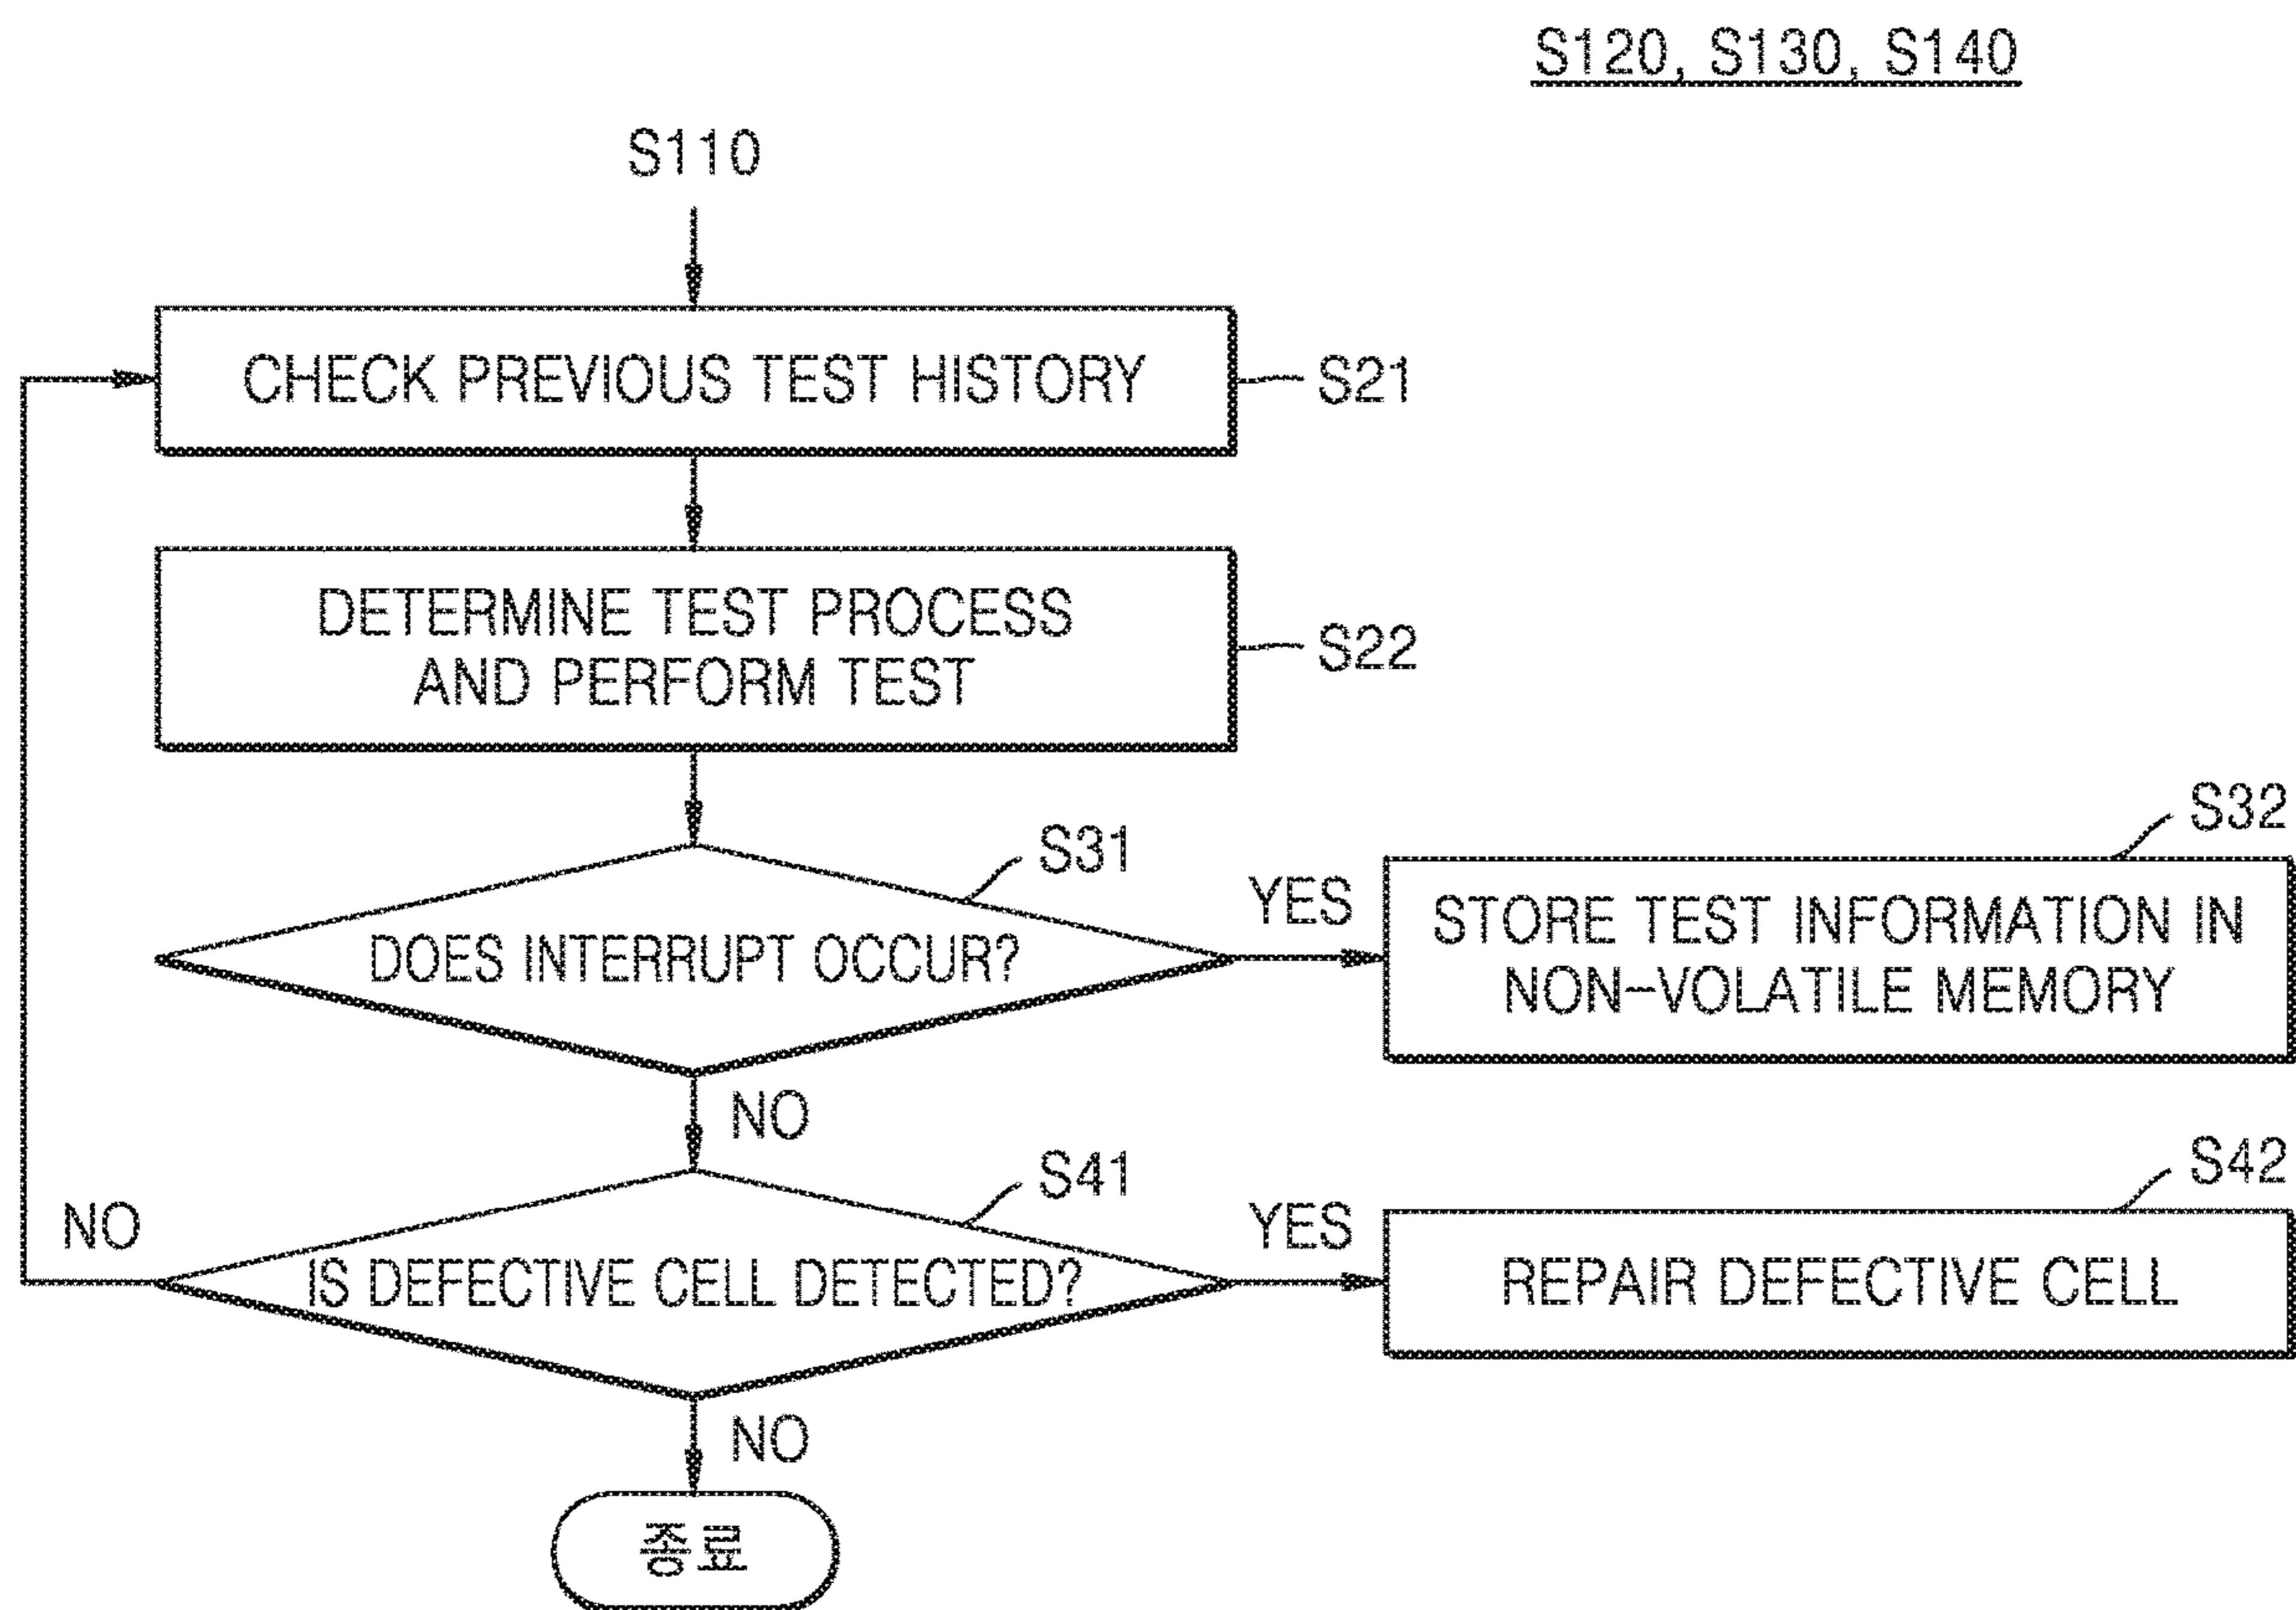 S120, S130, S140
S110
CHECK PREVIOUS TEST HISTORY
S21
DETERMINE TEST PROCESS
AND PERFORM TEST
S22
S31
DOES INTERRUPT OCCUR?
YES
S32
STORE TEST INFORMATION IN
NON-VOLATILE MEMORY
NO
S41
IS DEFECTIVE CELL DETECTED?
NO
YES
S42
REPAIR DEFECTIVE CELL
NO
종료